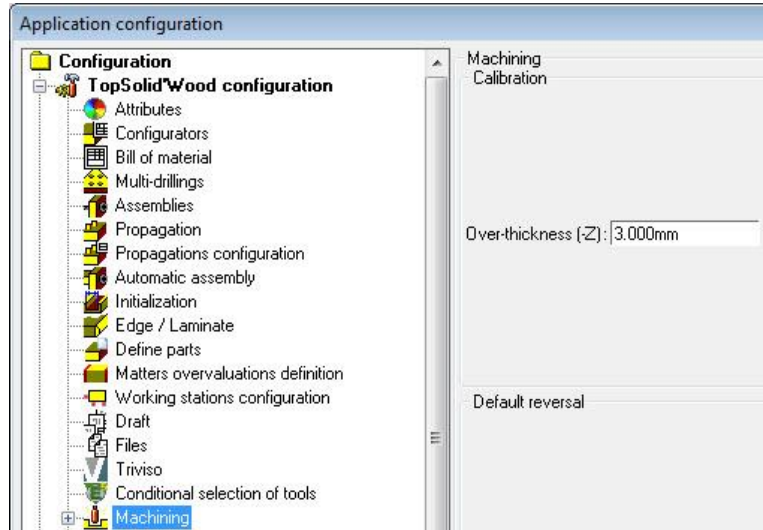 Application configuration
Configuration
TopSolid'Wood configuration
Attributes
Configurators
Bill of material
Multi-drillings
Assemblies
Propagation
Propagations configuration
Automatic assembly
Initialization
Edge / Laminate
Define parts
Matters overvaluations definition
Working stations configuration
Draft
Files
Triviso
Conditional selection of tools
Machining
Machining
Calibration
Over-thickness (-Z): 3.000mm
Default reversal